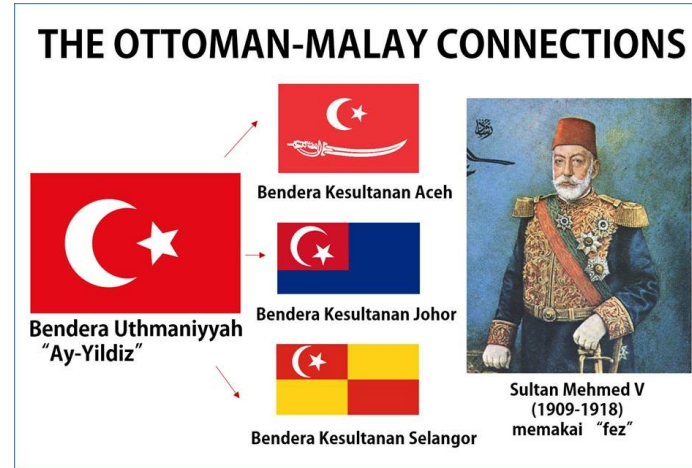 THE OTTOMAN-MALAY CONNECTIONS
Bendera Kesultanan Aceh
Bendera Uthmaniyyah
“Ay-Yildiz”
Bendera Kesultanan Johor
Bendera Kesultanan Selangor
Sultan Mehmed V
(1909-1918)
memakai “fez”